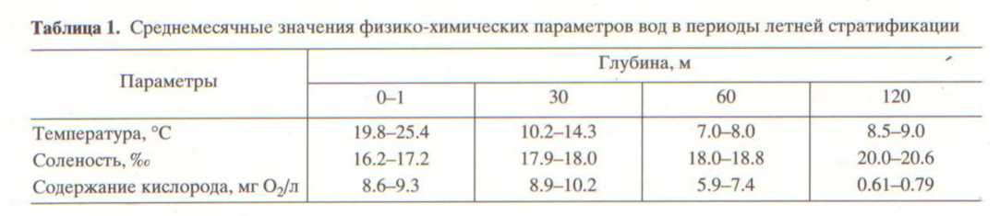 Таблица 1. Среднемесячные значения физико-химических параметров вод в периоды летней стратификации
Параметры Глубина, м
0–1 30 60 120
Температура, °C 19.8–25.4 10.2–14.3 7.0–8.0 8.5–9.0
Соленость, ‰ 16.2–17.2 17.9–18.0 18.0–18.8 20.0–20.6
Содержание кислорода, мг O₂/л 8.6–9.3 8.9–10.2 5.9–7.4 0.61–0.79